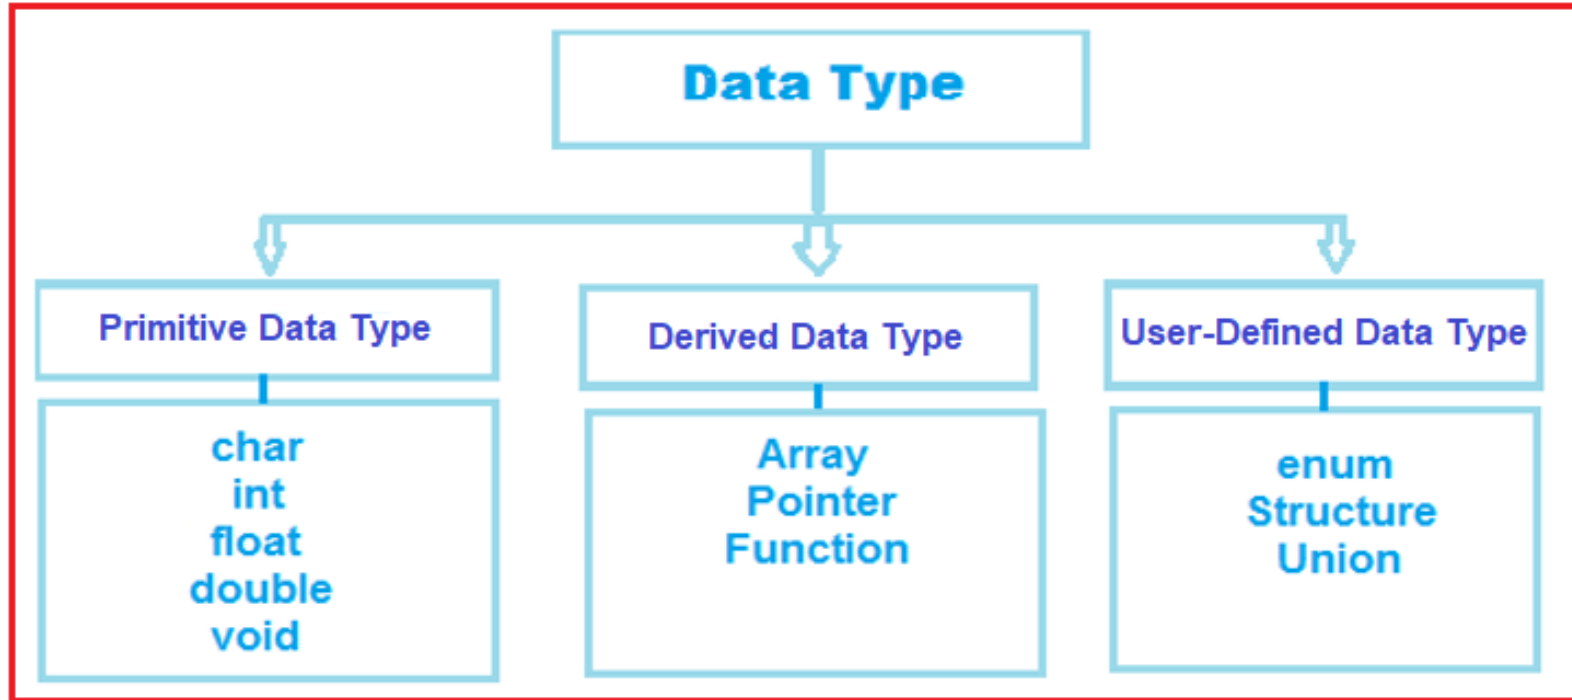 Data Type
Primitive Data Type
char
int
float
double
void
Derived Data Type
Array
Pointer
Function
User-Defined Data Type
enum
Structure
Union